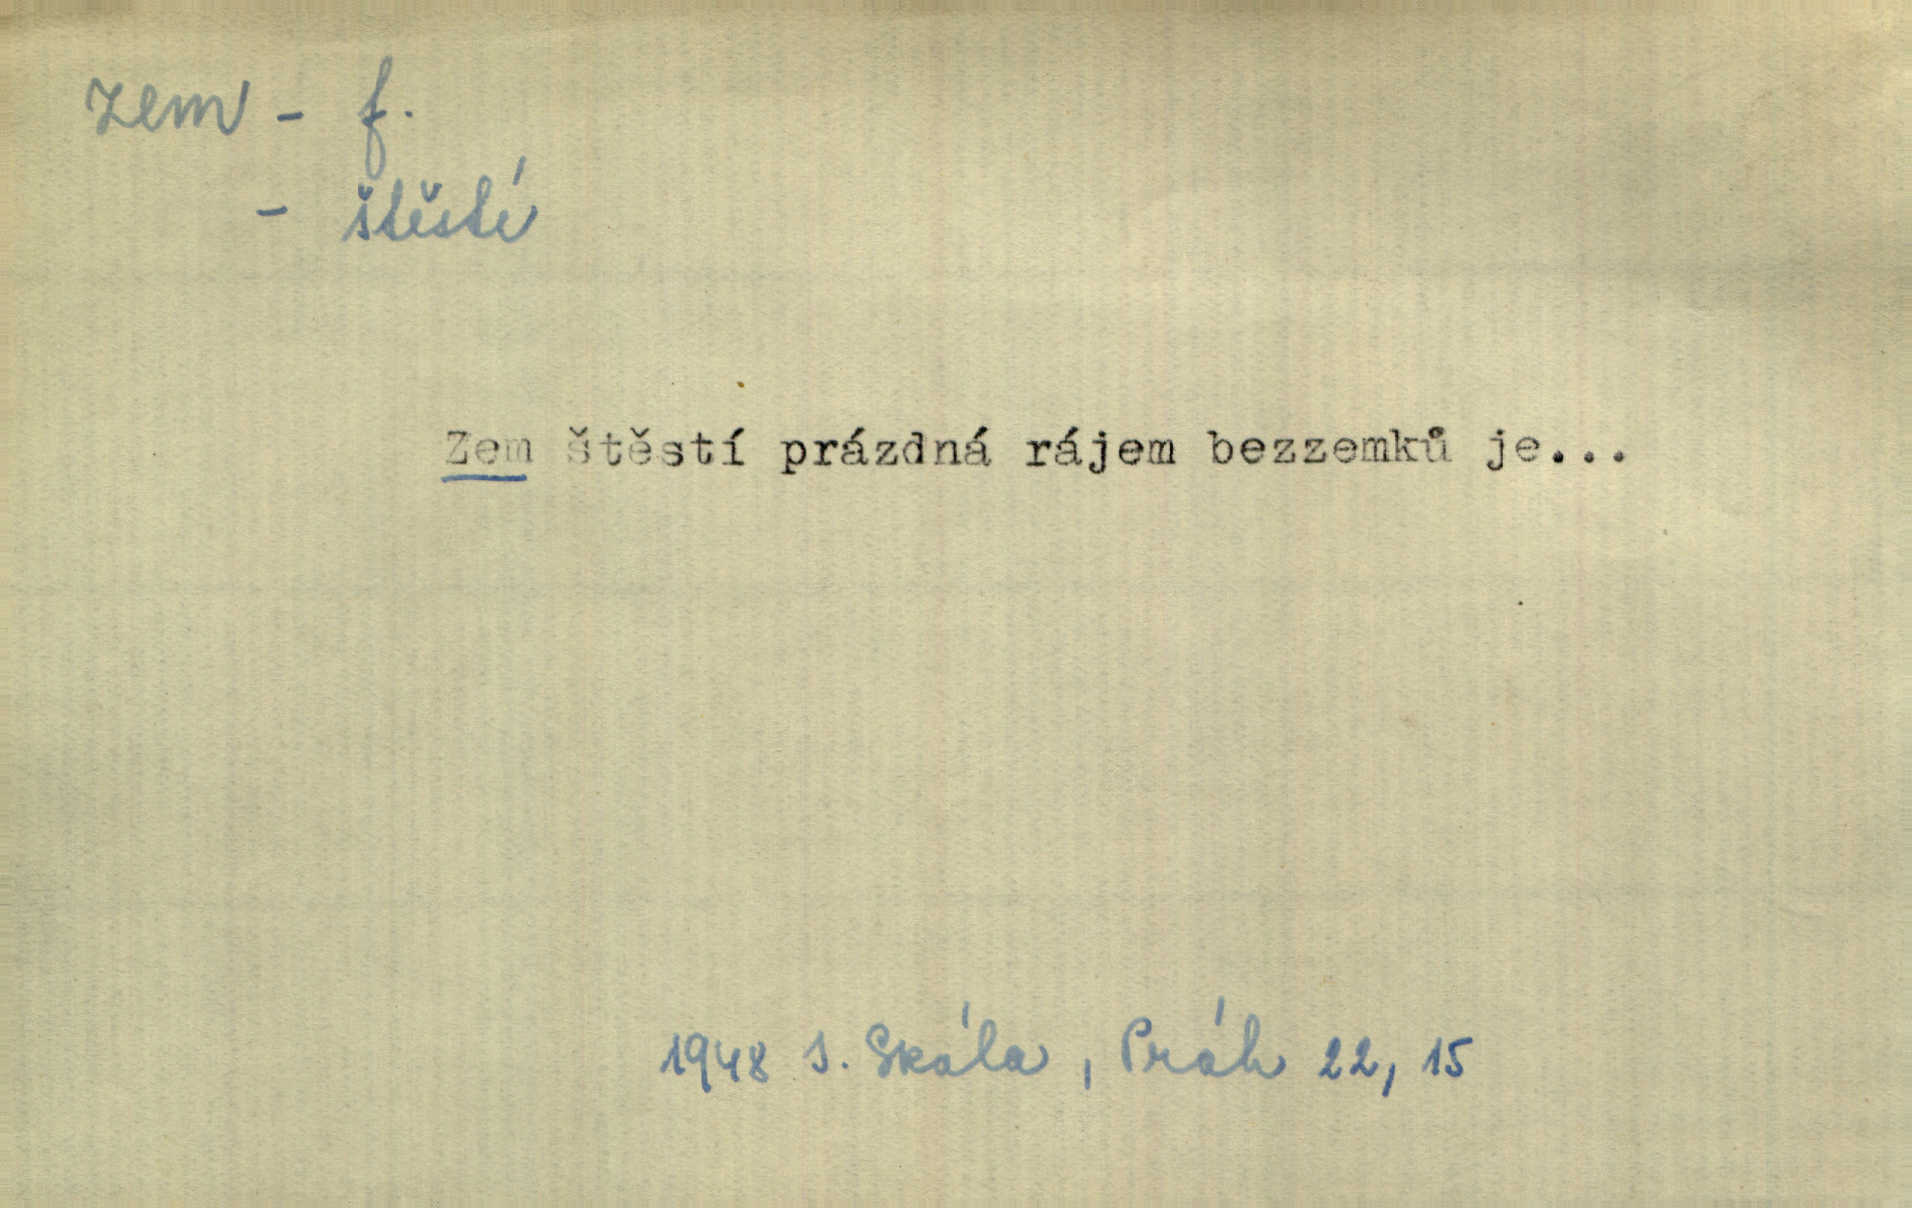 zem - f.
- štěstí
Zem štěstí prázdná rájem bezzemků je...
1948 I. Skála, Práh 22, 15